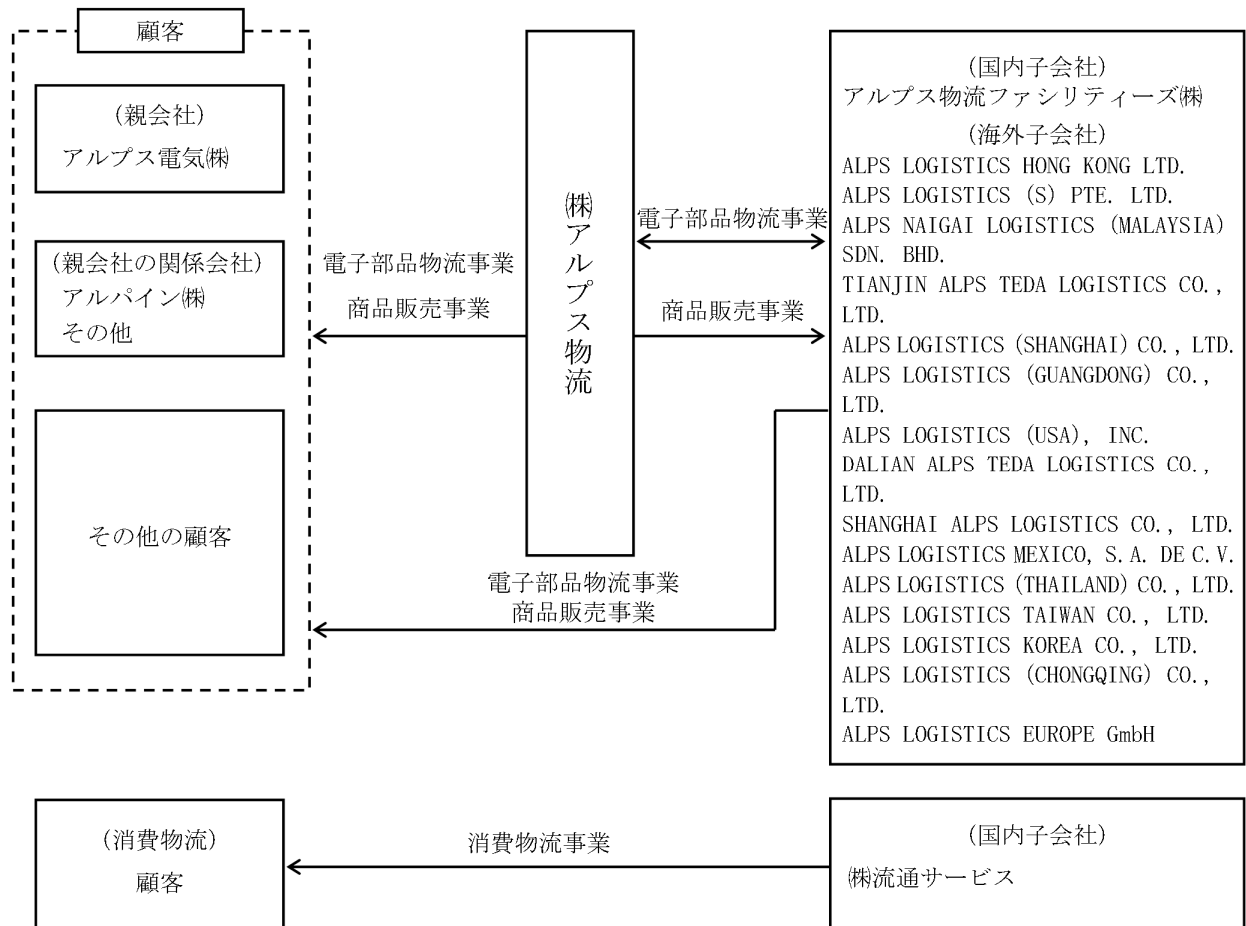 顧客
(親会社)
アルプス電気㈱
(親会社の関係会社)
アルパイン㈱
その他
その他の顧客
電子部品物流事業
商品販売事業
㈱アルプス物流
電子部品物流事業
商品販売事業
電子部品物流事業
商品販売事業
(国内子会社)
アルプス物流ファシリティーズ㈱
(海外子会社)
ALPS LOGISTICS HONG KONG LTD.
ALPS LOGISTICS (S) PTE. LTD.
ALPS NAIGAI LOGISTICS (MALAYSIA)
SDN. BHD.
TIANJIN ALPS TEDA LOGISTICS CO.,
LTD.
ALPS LOGISTICS (SHANGHAI) CO., LTD.
ALPS LOGISTICS (GUANGDONG) CO.,
LTD.
ALPS LOGISTICS (USA), INC.
DALIAN ALPS TEDA LOGISTICS CO.,
LTD.
SHANGHAI ALPS LOGISTICS CO., LTD.
ALPS LOGISTICS MEXICO, S.A. DE C.V.
ALPS LOGISTICS (THAILAND) CO., LTD.
ALPS LOGISTICS TAIWAN CO., LTD.
ALPS LOGISTICS KOREA CO., LTD.
ALPS LOGISTICS (CHONGQING) CO.,
LTD.
ALPS LOGISTICS EUROPE GmbH
(消費物流)
顧客
消費物流事業
(国内子会社)
㈱流通サービス